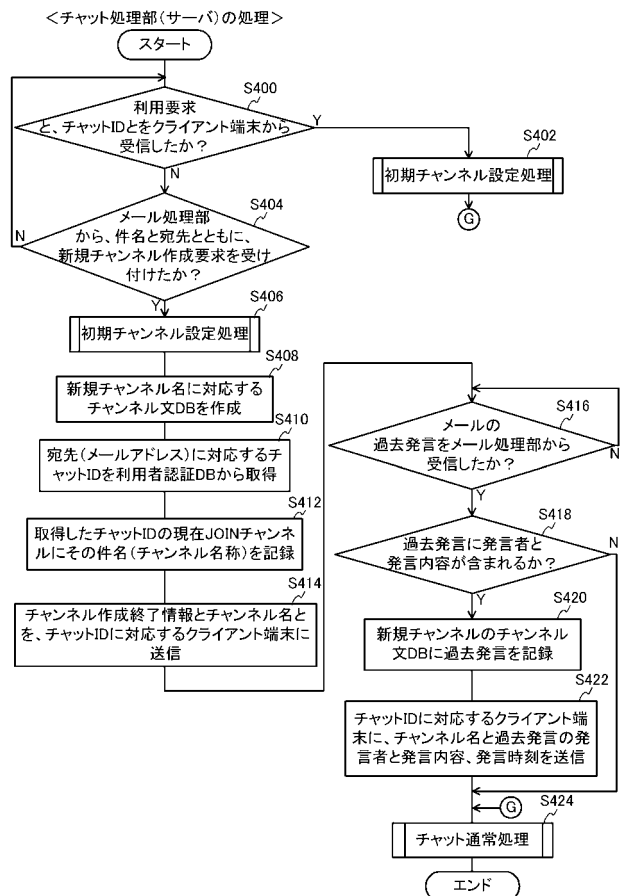 <チャット処理部(サーバ)の処理>
スタート
S400
利用要求
と、チャットIDとをクライアント端末から
受信したか?
Y
N
S402
初期チャンネル設定処理
G
S404
メール処理部
から、件名と宛先とともに、
新規チャンネル作成要求を受け
付けたか?
N
Y
S406
初期チャンネル設定処理
S408
新規チャンネル名に対応する
チャンネル文DBを作成
S410
宛先(メールアドレス)に対応するチ
ャットIDを利用者認証DBから取得
S412
取得したチャットIDの現在JOINチャンネ
ルにその件名(チャンネル名称)を記録
S414
チャンネル作成終了情報とチャンネル名と
を、チャットIDに対応するクライアント端末に
送信
S416
メールの
過去発言をメール処理部から
受信したか?
N
Y
S418
過去発言に発言者と
発言内容が含まれるか?
N
Y
S420
新規チャンネルのチャンネル
文DBに過去発言を記録
S422
チャットIDに対応するクライアント端
末に、チャンネル名と過去発言の発
言者と発言内容、発言時刻を送信
G
S424
チャット通常処理
エンド